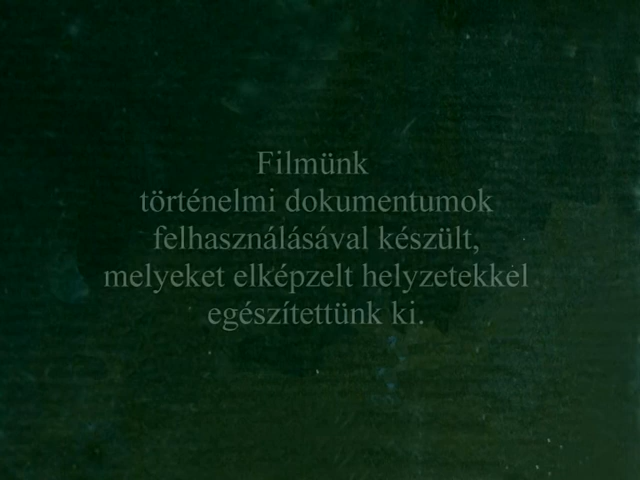 Filmünk
történelmi dokumentumok
felhasználásával készült,
melyeket elképzelt helyzetekkel
egészítettünk ki.